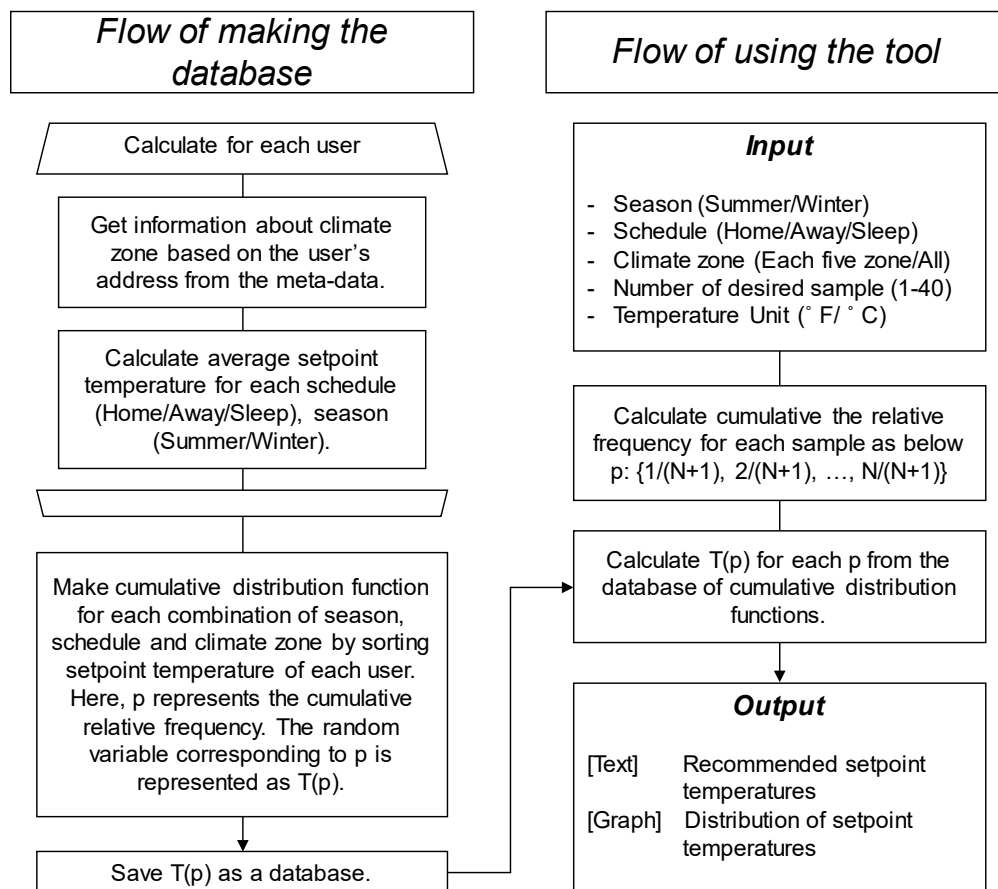 Flow of making the
database
Calculate for each user
Get information about climate
zone based on the user's
address from the meta-data.
Calculate average setpoint
temperature for each schedule
(Home/Away/Sleep), season
(Summer/Winter).
Make cumulative distribution function
for each combination of season,
schedule and climate zone by sorting
setpoint temperature of each user.
Here, p represents the cumulative
relative frequency. The random
variable corresponding to p is
represented as T(p).
Save T(p) as a database.
Flow of using the tool
Input
- Season (Summer/Winter)
- Schedule (Home/Away/Sleep)
- Climate zone (Each five zone/All)
- Number of desired sample (1-40)
- Temperature Unit (˚ F/ ˚ C)
Calculate cumulative the relative
frequency for each sample as below
p: {1/(N+1), 2/(N+1), …, N/(N+1)}
Calculate T(p) for each p from the
database of cumulative distribution
functions.
Output
[Text] Recommended setpoint
temperatures
[Graph] Distribution of setpoint
temperatures